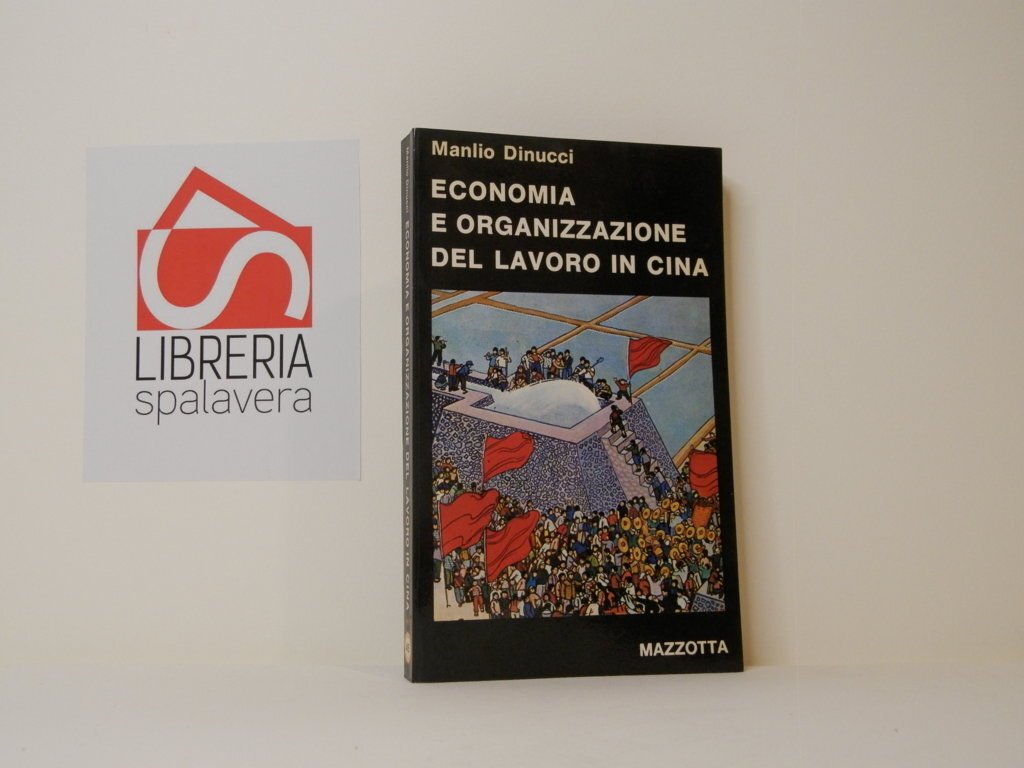 LIBRERIA
spalavera
Manlio Dinucci
ECONOMIA
E ORGANIZZAZIONE
DEL LAVORO IN CINA
MAZZOTTA
Manlio Dinucci ECONOMIA E ORGANIZZAZIONE DEL LAVORO IN CINA